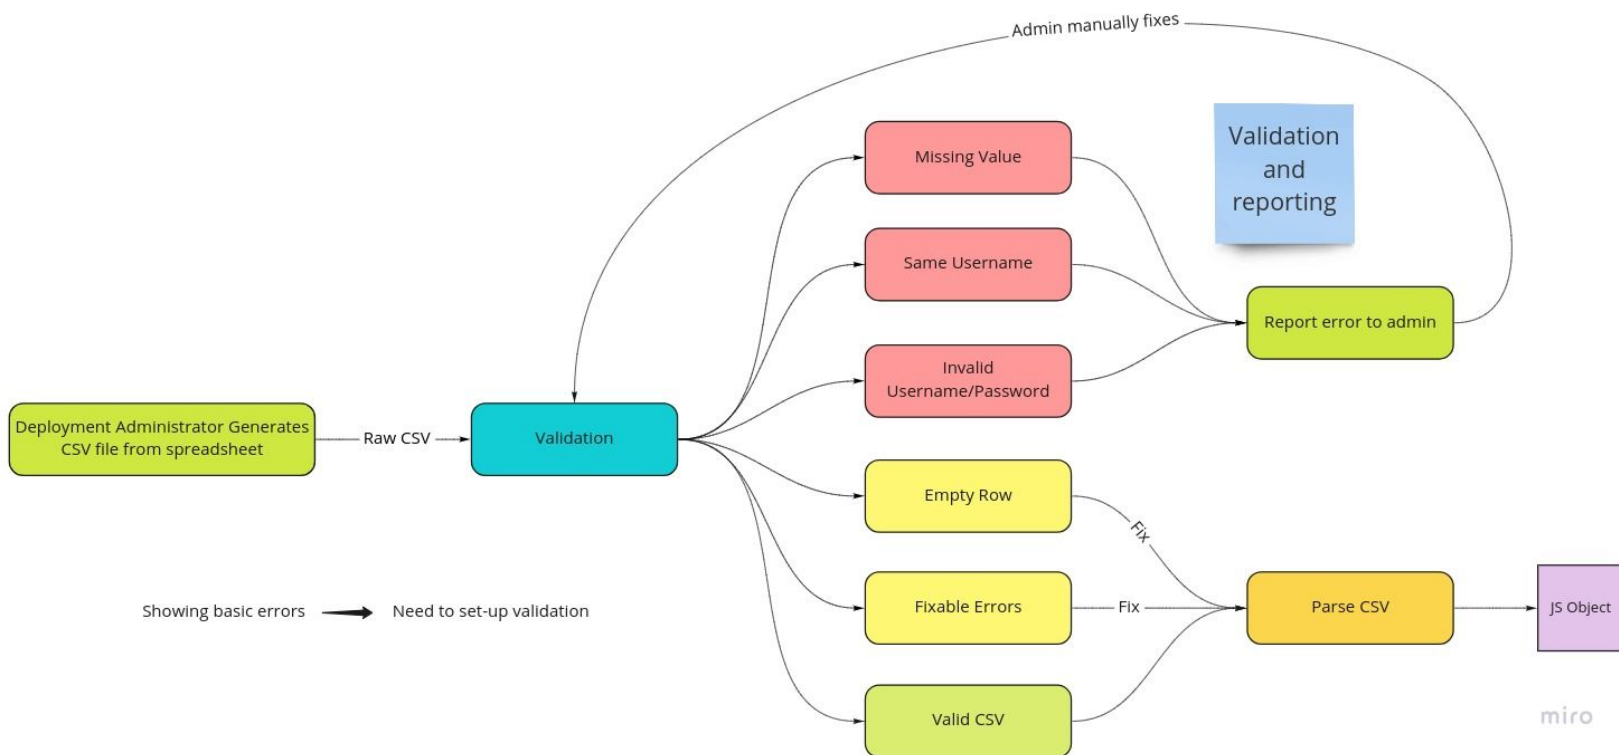 Admin manually fixes
Missing Value
Validation
and
reporting
Same Username
Report error to admin
Invalid
Username/Password
Deployment Administrator Generates
CSV file from spreadsheet
Raw CSV
Validation
Empty Row
Fix
Showing basic errors
Need to set-up validation
Fixable Errors
Fix
Parse CSV
JS Object
Valid CSV
miro